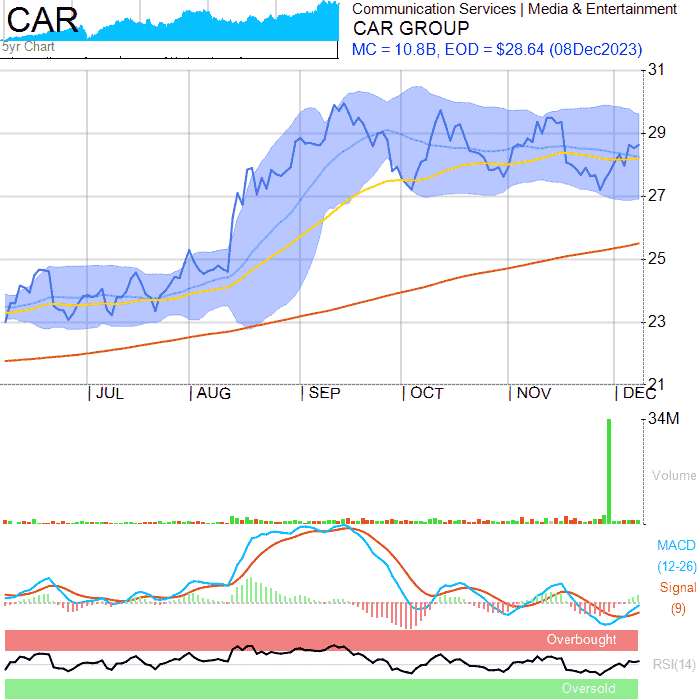 CAR
5yr Chart
Communication Services | Media & Entertainment
CAR GROUP
MC = 10.8B, EOD = $28.64 (08Dec2023)
31
29
27
25
23
21
JUL
AUG
SEP
OCT
NOV
DEC
34M
Volume
MACD
(12-26)
Signal
(9)
Overbought
RSI(14)
Oversold